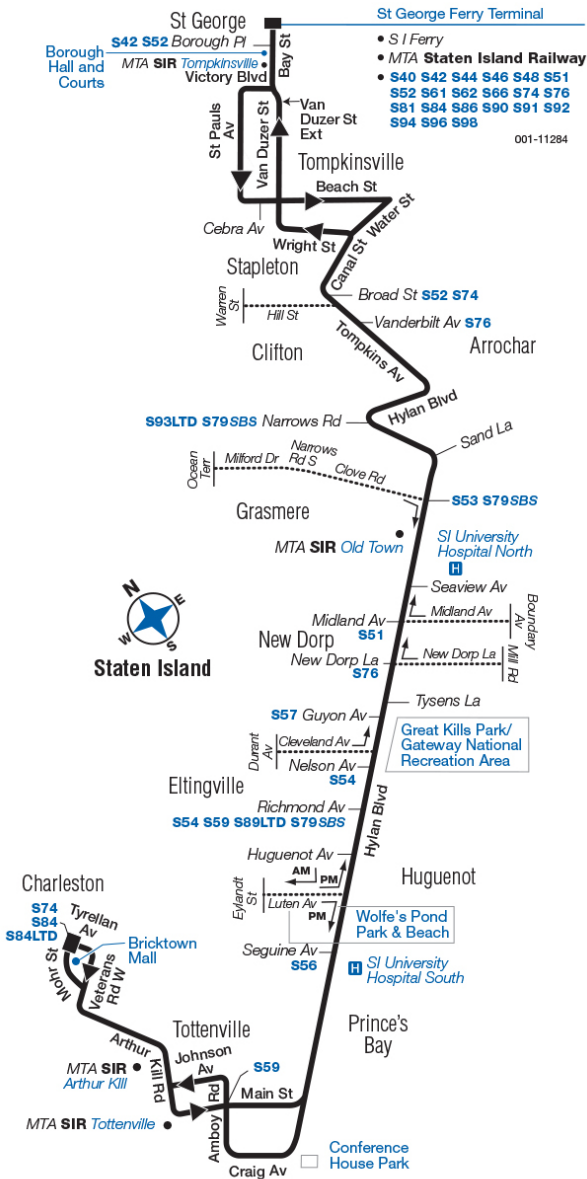 St George
St George Ferry Terminal
S42 S52 Borough Pl
Bay St
Borough
Hall and
Courts
MTA SIR Tompkinsville
Victory Blvd
• S I Ferry
• MTA Staten Island Railway
• S40 S42 S44 S46 S48 S51
S52 S61 S62 S66 S74 S76
S81 S84 S86 S90 S91 S92
S94 S96 S98
001-11284
St Pauls
Av
Van Duzer St
Van
Duzer St
Ext
Tompkinsville
Beach St
Cebra Av
Wright St
Canal St
Water St
Stapleton
Warren
St
Hill St
Broad St S52 S74
Vanderbilt Av S76
Tompkins Av
Clifton
Arrochar
Hylan Blvd
S93LTD S79SBS Narrows Rd
Sand La
Ocean
Terr
Milford Dr
Narrows
Rd S
Clove Rd
S53 S79SBS
Grasmere
MTA SIR Old Town
SI University
Hospital North
H
Seaview Av
N
E
W
S
Staten Island
Midland Av
S51
Midland Av
Boundary
Av
New Dorp
New Dorp La
S76
New Dorp La
Mill Rd
Tysens La
S57 Guyon Av
Great Kills Park/
Gateway National
Recreation Area
Durant
Av
Cleveland Av
Nelson Av
S54
Eltingville
Richmond Av
S54 S59 S89LTD S79SBS
Hylan Blvd
Huguenot Av
AM
PM
Huguenot
Eylandt
St
Luten Av
PM
Wolfe's Pond
Park & Beach
Seguine Av
S56
H
SI University
Hospital South
Charleston
S74
S84
S84LTD
Tyrellan
Av
Bricktown
Mall
Mohr St
Veterans
Rd W
Prince's
Bay
Tottenville
Arthur
Kill Rd
Johnson
Av
MTA SIR
Arthur KIll
S59
Main St
MTA SIR Tottenville
Amboy Rd
Craig Av
Conference
House Park